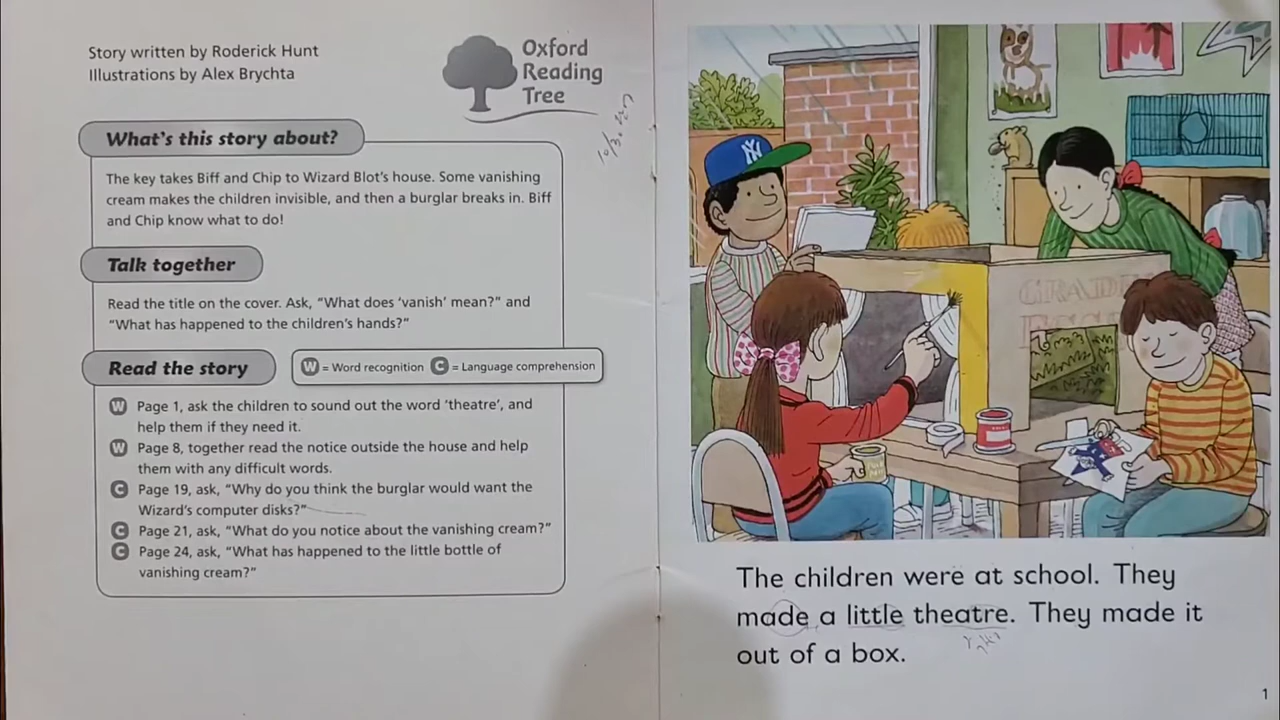 Story written by Roderick Hunt
Illustrations by Alex Brychta
Oxford
Reading
Tree
What's this story about?
The key takes Biff and Chip to Wizard Blot's house. Some vanishing
cream makes the children invisible, and then a burglar breaks in. Biff
and Chip know what to do!
Talk together
Read the title on the cover. Ask, “What does ‘vanish’ mean?” and
“What has happened to the children's hands?”
Read the story
W = Word recognition C = Language comprehension
W Page 1, ask the children to sound out the word ‘theatre’, and
help them if they need it.
W Page 8, together read the notice outside the house and help
them with any difficult words.
C Page 19, ask, “Why do you think the burglar would want the
Wizard's computer disks?”
C Page 21, ask, “What do you notice about the vanishing cream?”
C Page 24, ask, “What has happened to the little bottle of
vanishing cream?”
NY
The children were at school. They
made a little theatre. They made it
out of a box.
1